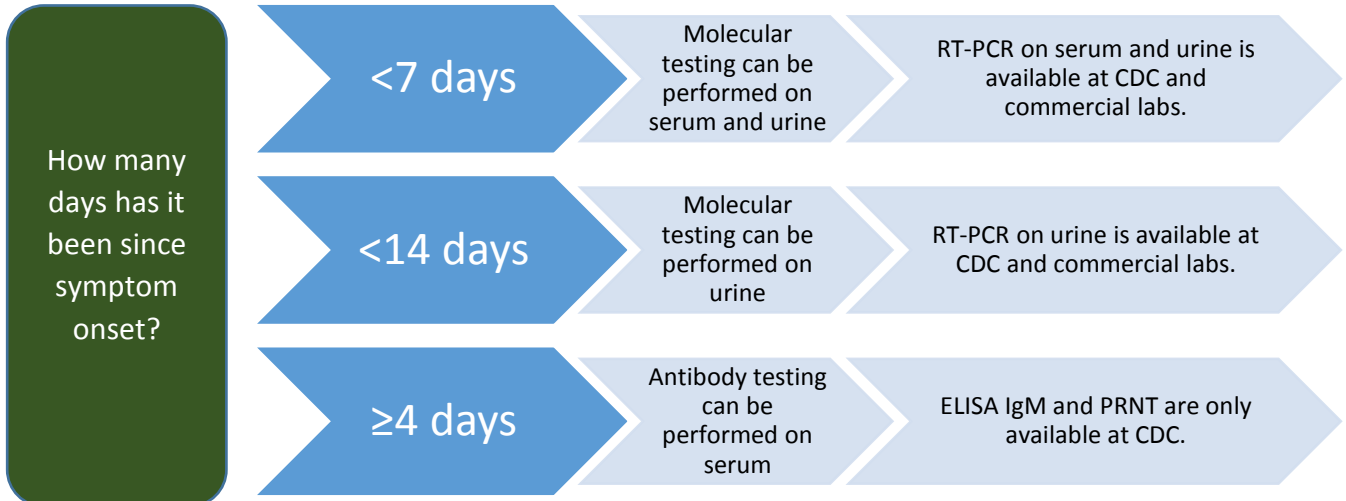 How many
days has it
been since
symptom
onset?
<7 days
Molecular
testing can be
performed on
serum and urine
RT-PCR on serum and urine is
available at CDC and
commercial labs.
<14 days
Molecular
testing can be
performed on
urine
RT-PCR on urine is available at
CDC and commercial labs.
≥4 days
Antibody testing
can be
performed on
serum
ELISA IgM and PRNT are only
available at CDC.